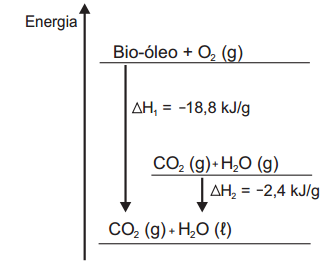 Energia
Bio-óleo + O₂ (g)
ΔH₁ = −18,8 kJ/g
CO₂ (g) + H₂O (g)
ΔH₂ = −2,4 kJ/g
CO₂ (g) + H₂O (ℓ)